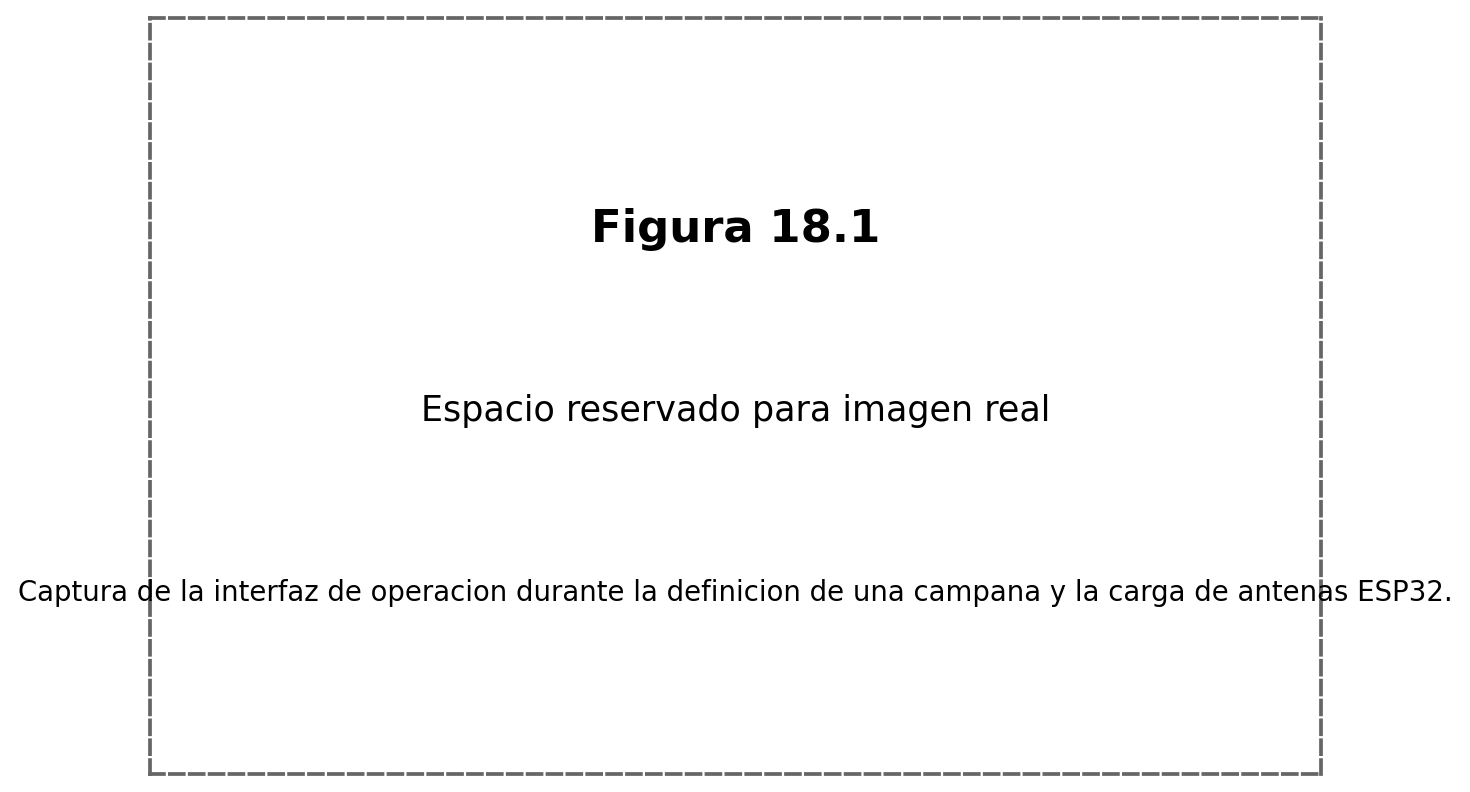 Figura 18.1
Espacio reservado para imagen real
Captura de la interfaz de operacion durante la definicion de una campana y la carga de antenas ESP32.